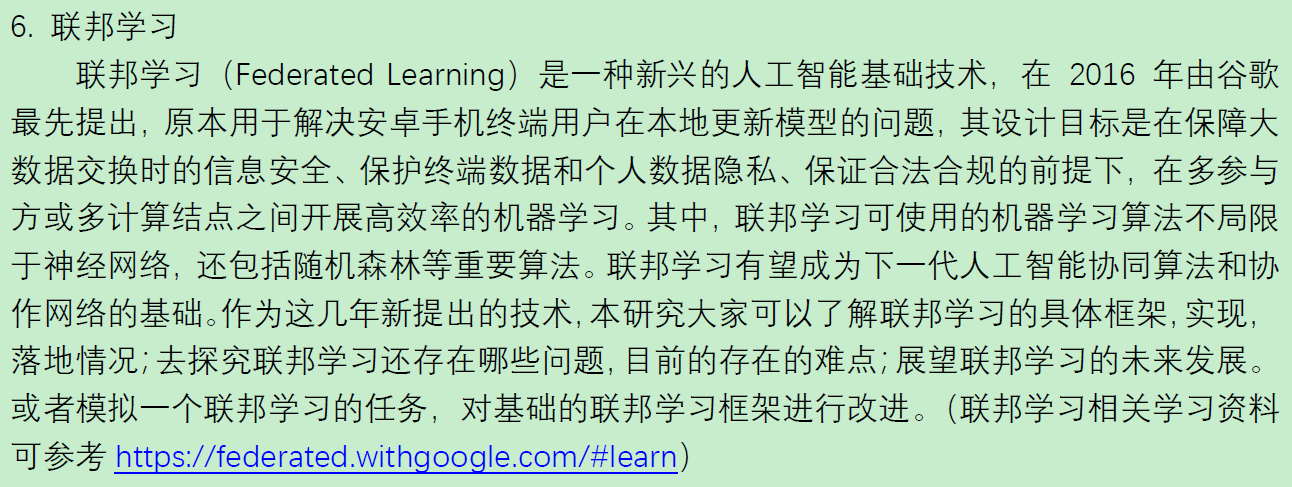 6. 联邦学习
联邦学习（Federated Learning）是一种新兴的人工智能基础技术，在 2016 年由谷歌
最先提出，原本用于解决安卓手机终端用户在本地更新模型的问题，其设计目标是在保障大
数据交换时的信息安全、保护终端数据和个人数据隐私、保证合法合规的前提下，在多参与
方或多计算结点之间开展高效率的机器学习。其中，联邦学习可使用的机器学习算法不局限
于神经网络，还包括随机森林等重要算法。联邦学习有望成为下一代人工智能协同算法和协
作网络的基础。作为这几年新提出的技术，本研究大家可以了解联邦学习的具体框架，实现，
落地情况；去探究联邦学习还存在哪些问题，目前的存在的难点；展望联邦学习的未来发展。
或者模拟一个联邦学习的任务，对基础的联邦学习框架进行改进。（联邦学习相关学习资料
可参考 https://federated.withgoogle.com/#learn）